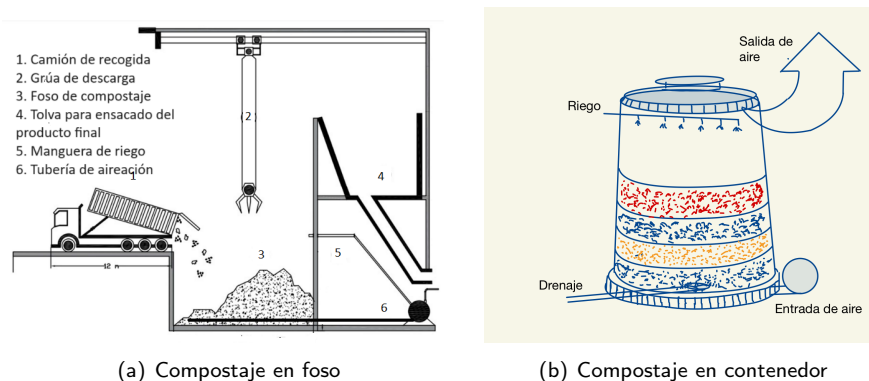 1. Camión de recogida
2. Grúa de descarga
3. Foso de compostaje
4. Tolva para ensacado del
producto final
5. Manguera de riego
6. Tubería de aireación
1
2
3
4
5
6
12 m
(a) Compostaje en foso
Salida de
aire
Riego
Drenaje
Entrada de aire
(b) Compostaje en contenedor